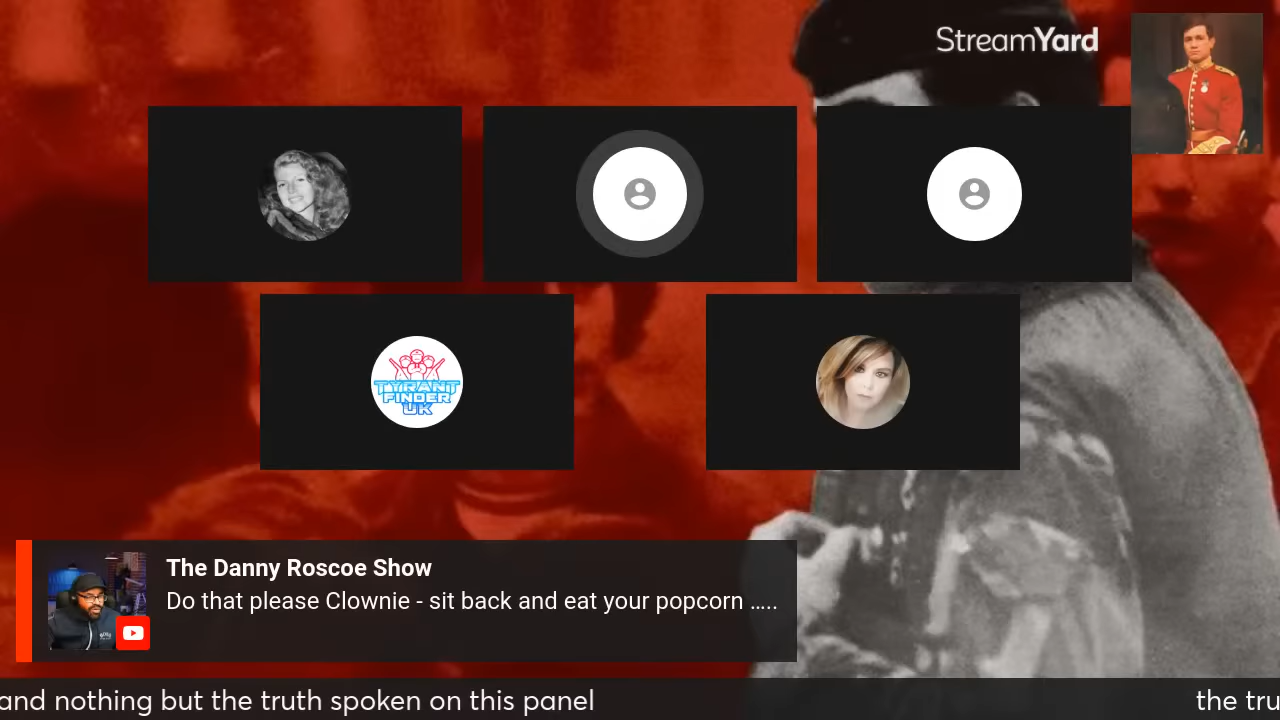 StreamYard
TYRANT
FINDER
UK
The Danny Roscoe Show
Do that please Clownie - sit back and eat your popcorn …..
and nothing but the truth spoken on this panel
the tru